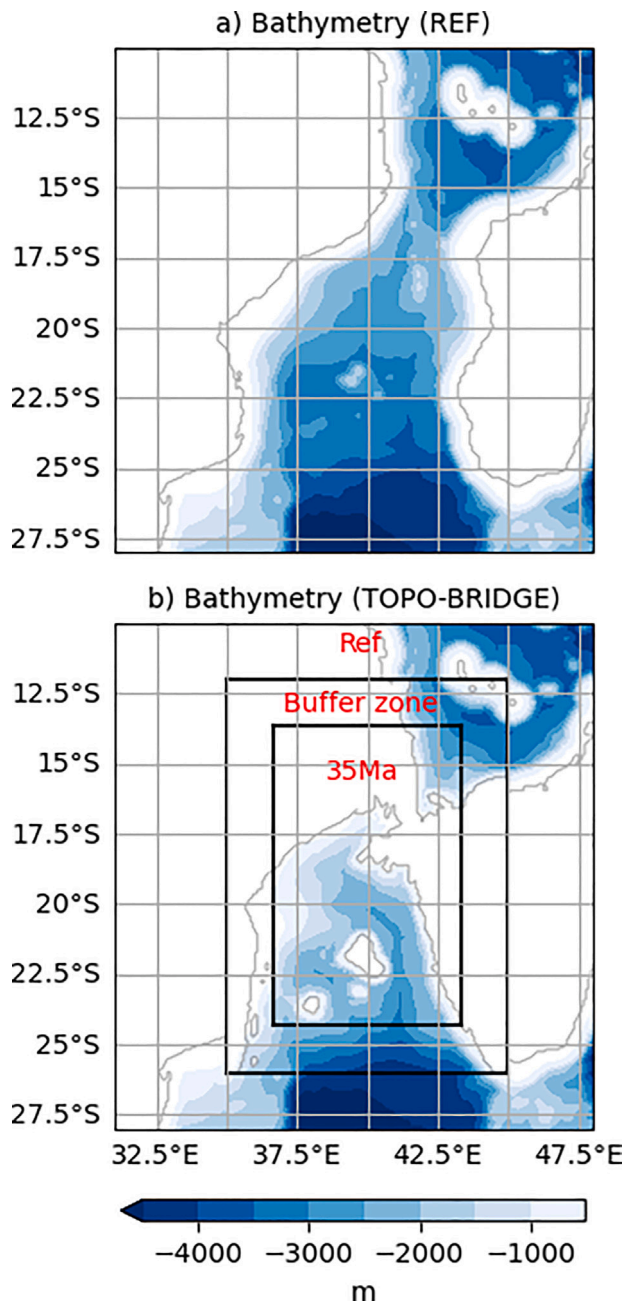 a) Bathymetry (REF)
12.5°S
15°S
17.5°S
20°S
22.5°S
25°S
27.5°S
b) Bathymetry (TOPO-BRIDGE)
Ref
12.5°S
Buffer zone
15°S
35Ma
17.5°S
20°S
22.5°S
25°S
27.5°S
32.5°E 37.5°E 42.5°E 47.5°E
−4000 −3000 −2000 −1000
m